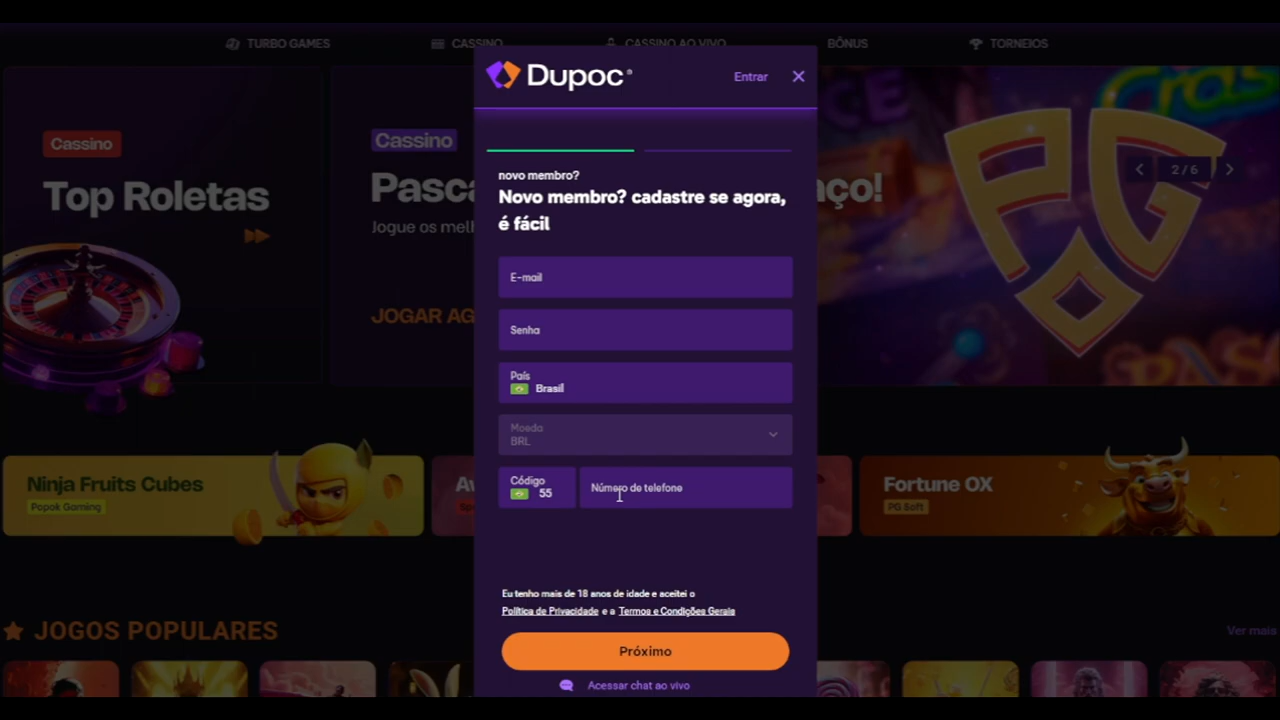 TURBO GAMES
CASSINO
CASSINO AO VIVO
BÔNUS
TORNEIOS
Dupoc
Entrar
Cassino
Top Roletas
Cassino
Pasca
aço!
Jogue os mel
JOGAR AG
2 / 6
novo membro?
Novo membro? cadastre se agora,
é fácil
E-mail
Senha
País
Brasil
Moeda
BRL
Código
55
Número de telefone
Ninja Fruits Cubes
Popok Gaming
Fortune OX
PG Soft
Eu tenho mais de 18 anos de idade e aceitei o
Política de Privacidade e a Termos e Condições Gerais
Próximo
Acessar chat ao vivo
JOGOS POPULARES
Ver mais